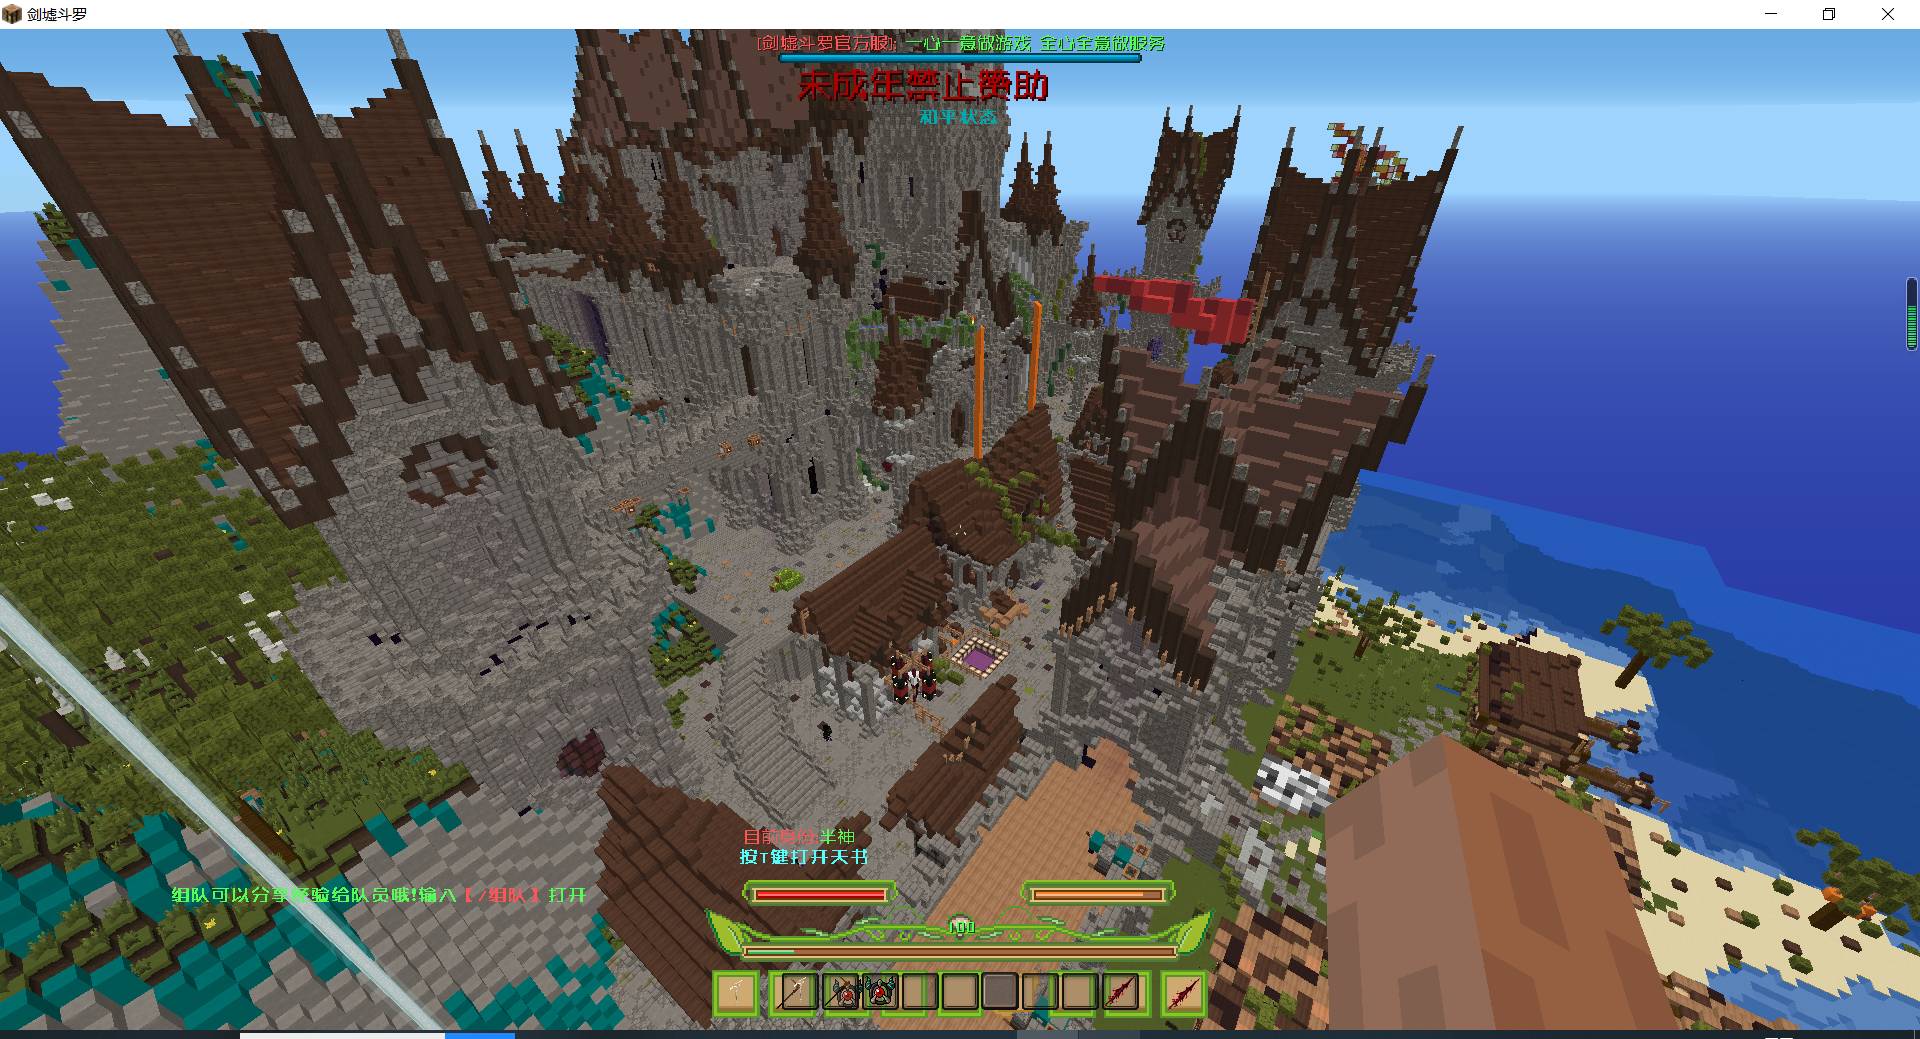 剑墟斗罗
[剑墟斗罗官方服]: 一心一意做游戏 全心全意做服务
未成年禁止赞助
和平状态
目前身份:半神
按T键打开天书
组队可以分享经验给队员哦!输入【/组队】打开
100